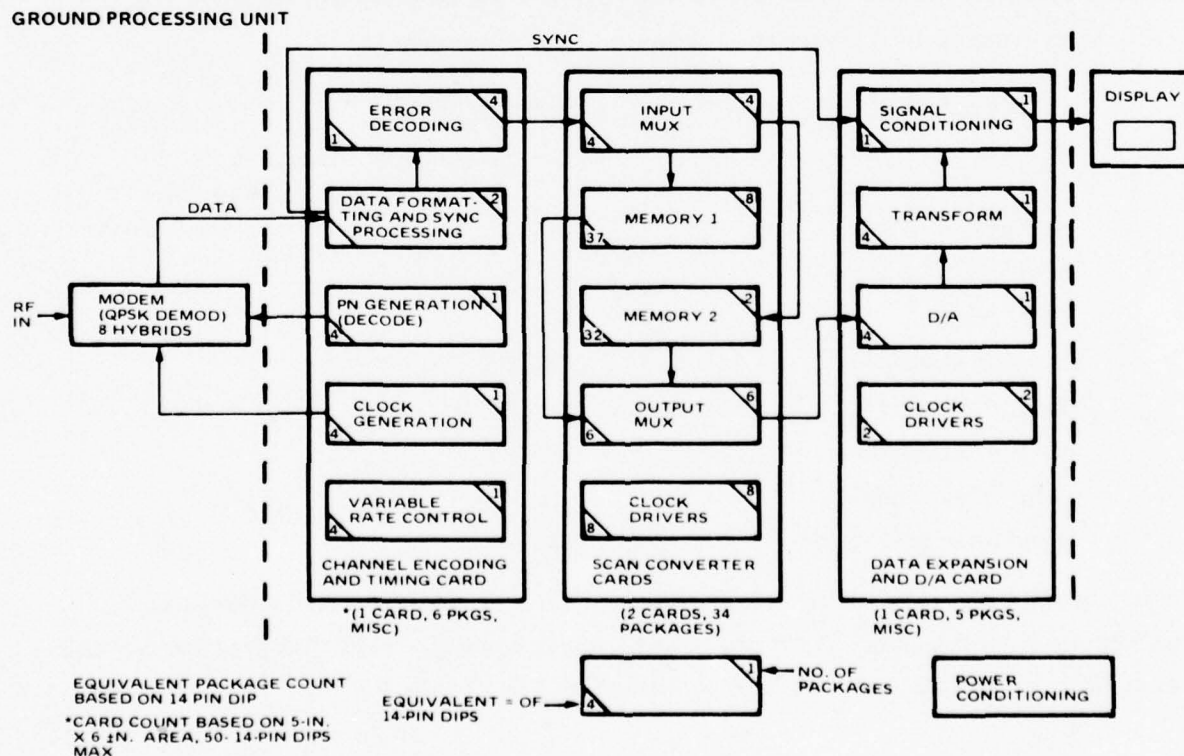 GROUND PROCESSING UNIT
SYNC
ERROR
DECODING
4
1
DATA FORMAT-
TING AND SYNC
PROCESSING
2
DATA
MODEM
(QPSK DEMOD)
8 HYBRIDS
RF
IN
PN GENERATION
(DECODE)
1
4
CLOCK
GENERATION
1
4
VARIABLE
RATE CONTROL
1
4
CHANNEL ENCODING
AND TIMING CARD
*(1 CARD, 6 PKGS,
MISC)
INPUT
MUX
4
4
MEMORY 1
8
37
MEMORY 2
2
32
OUTPUT
MUX
6
6
CLOCK
DRIVERS
8
8
SCAN CONVERTER
CARDS
(2 CARDS, 34
PACKAGES)
SIGNAL
CONDITIONING
1
1
TRANSFORM
1
4
D/A
1
4
CLOCK
DRIVERS
2
2
DATA EXPANSION
AND D/A CARD
(1 CARD, 5 PKGS,
MISC)
DISPLAY
EQUIVALENT PACKAGE COUNT
BASED ON 14 PIN DIP
*CARD COUNT BASED ON 5-IN.
X 6 IN. AREA, 50- 14-PIN DIPS
MAX
EQUIVALENT = OF
14-PIN DIPS
4
1
NO. OF
PACKAGES
POWER
CONDITIONING